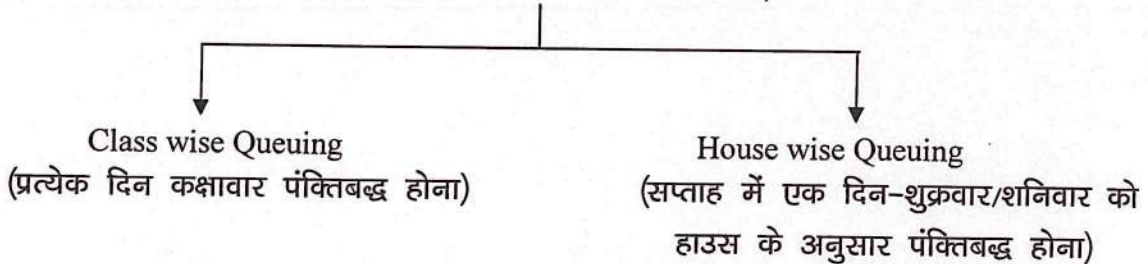 Class wise Queuing
(प्रत्येक दिन कक्षावार पंक्तिबद्ध होना)
House wise Queuing
(सप्ताह में एक दिन-शुक्रवार/शनिवार को
हाउस के अनुसार पंक्तिबद्ध होना)